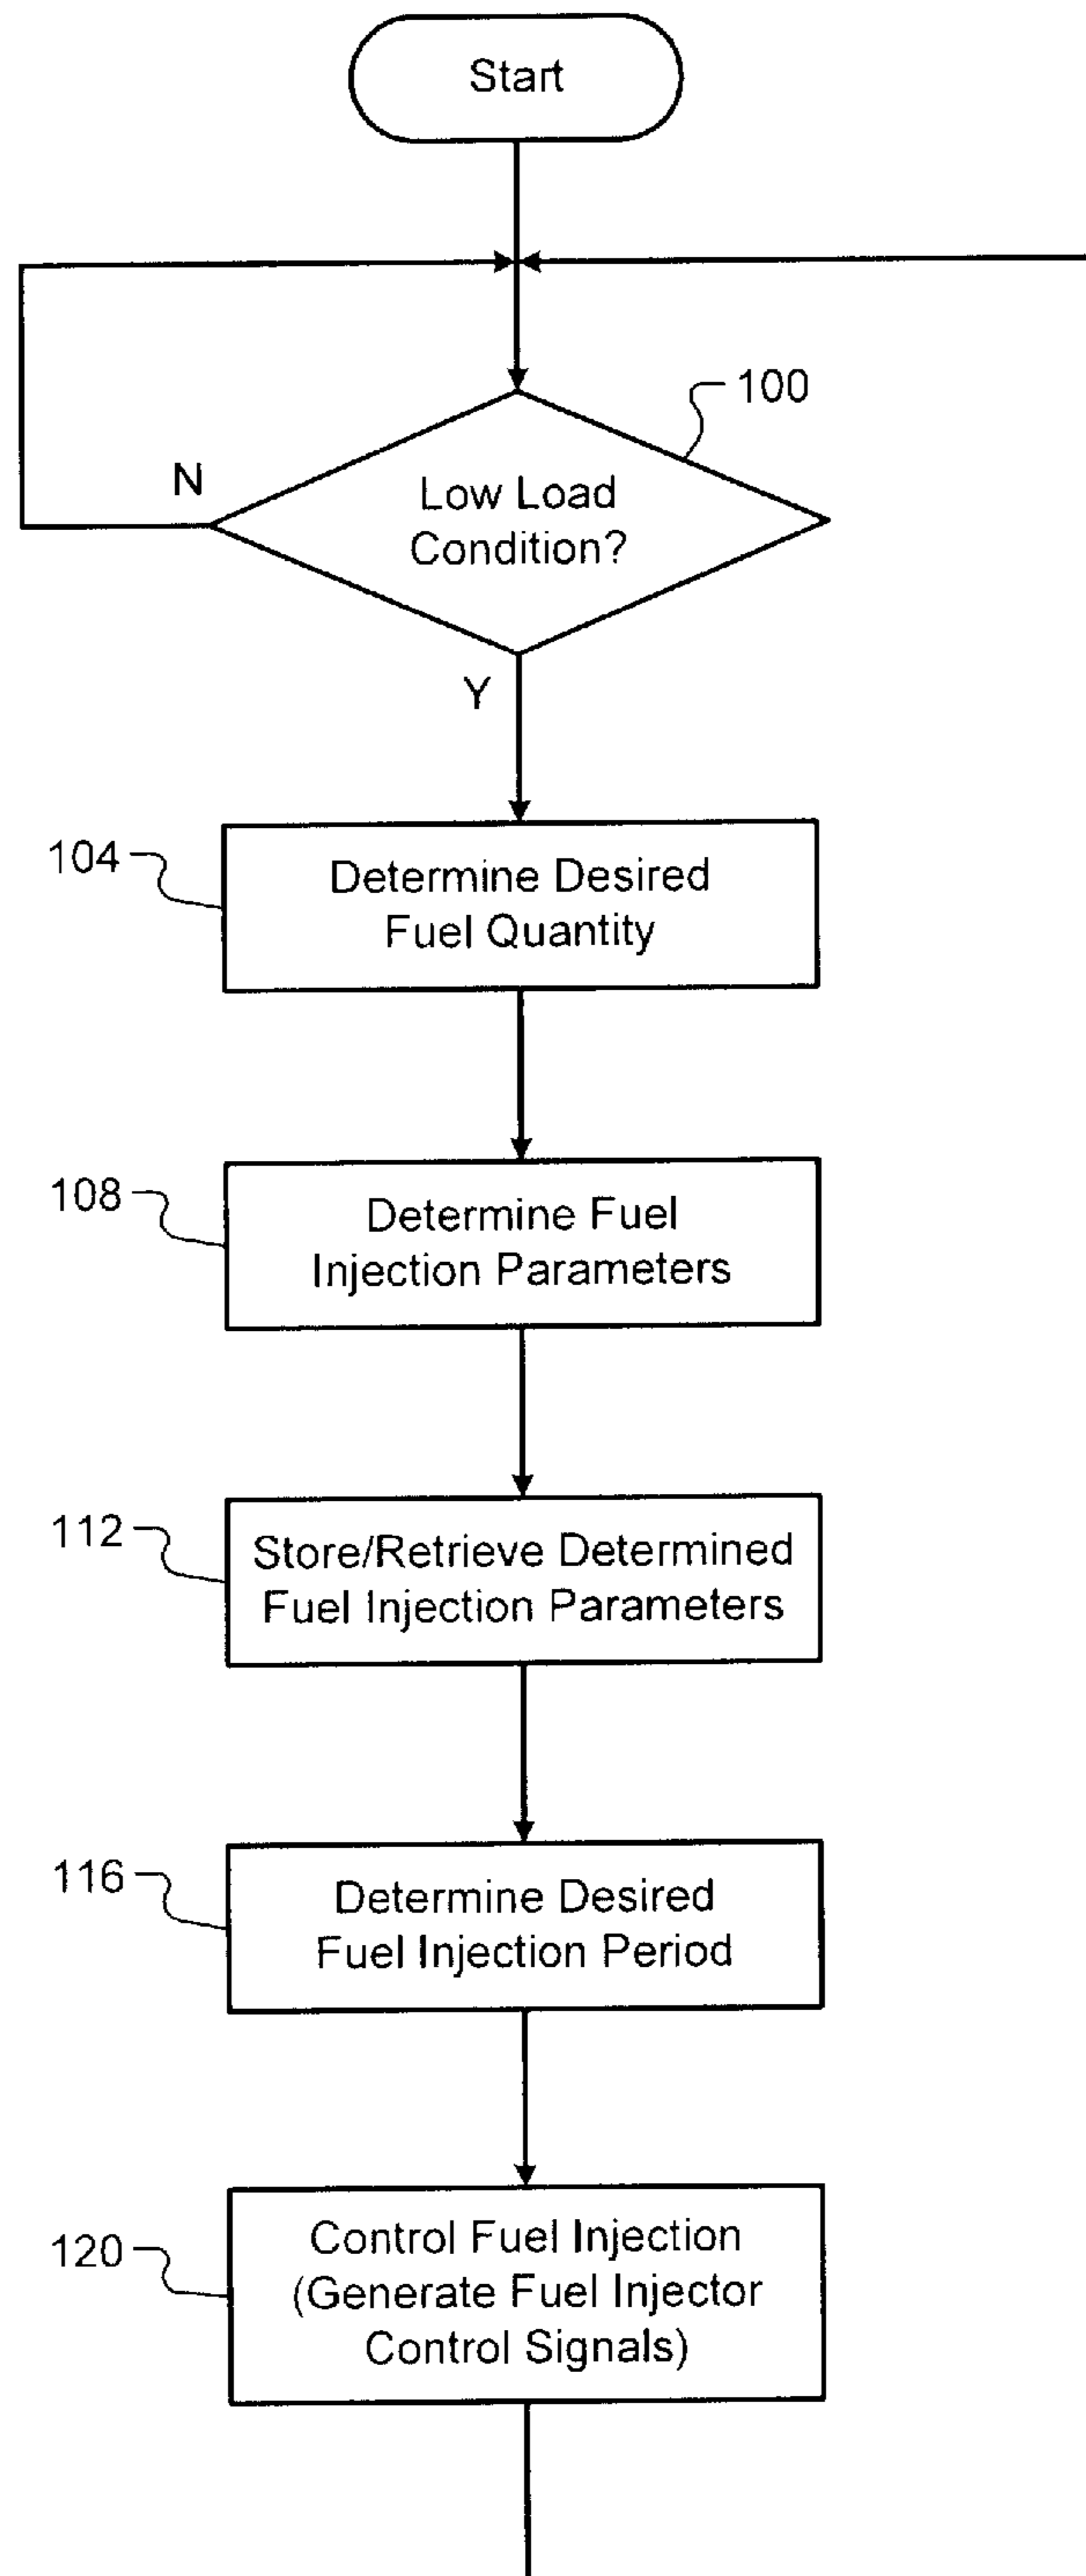 Start
100
Low Load
Condition?
N
Y
104
Determine Desired
Fuel Quantity
108
Determine Fuel
Injection Parameters
112
Store/Retrieve Determined
Fuel Injection Parameters
116
Determine Desired
Fuel Injection Period
120
Control Fuel Injection
(Generate Fuel Injector
Control Signals)